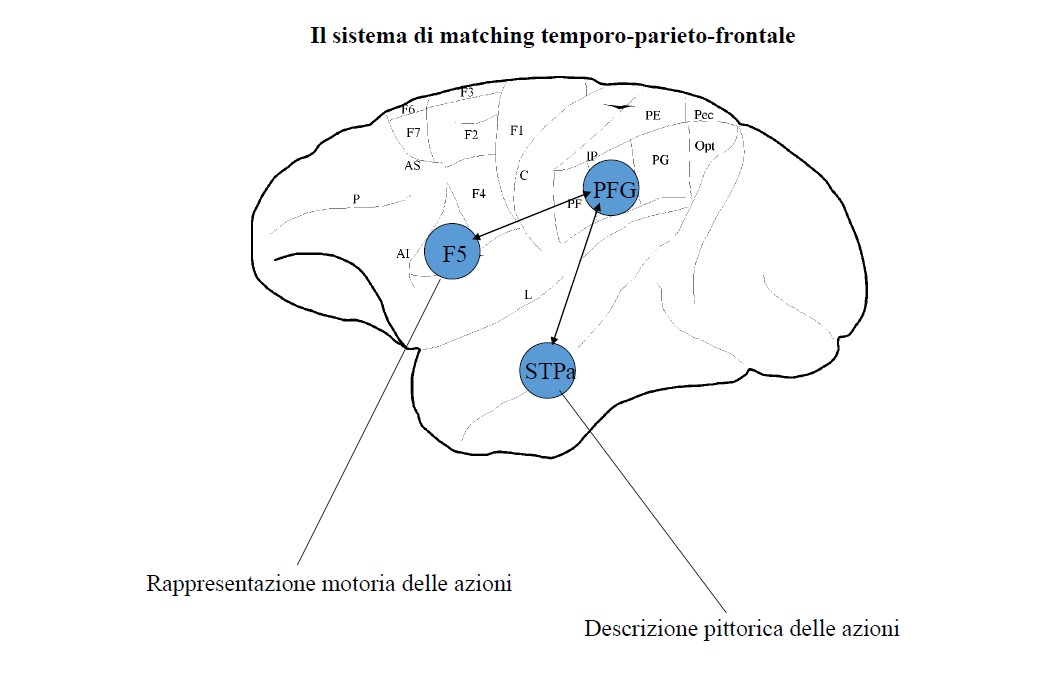 Il sistema di matching temporo-parieto-frontale
F3
F6
F7
F2
F1
PE
Pec
AS
IP
PG
Opt
P
F4
C
PF
PFG
AI
F5
L
STPa
Rappresentazione motoria delle azioni
Descrizione pittorica delle azioni